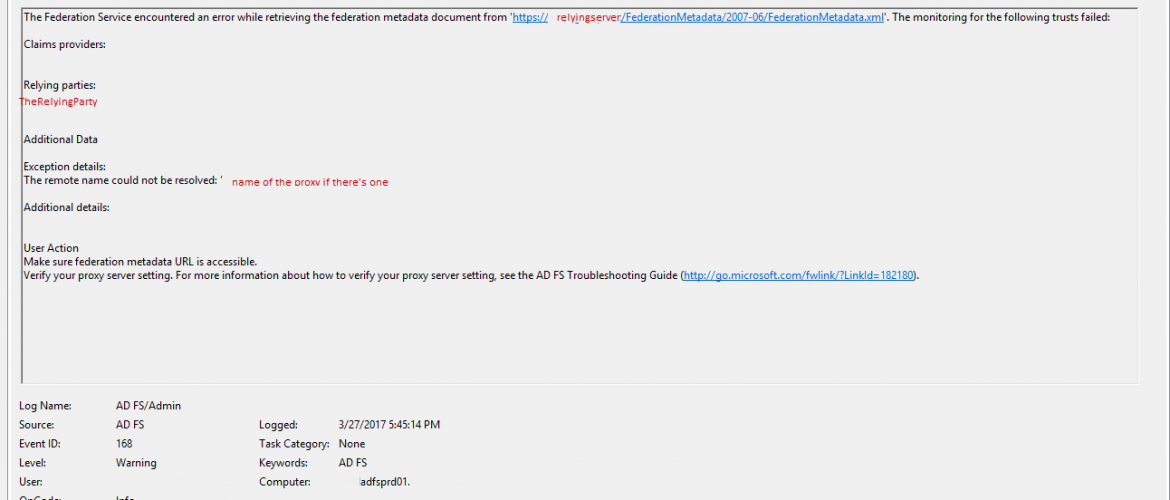 The Federation Service encountered an error while retrieving the federation metadata document from 'https:// relyingserver/FederationMetadata/2007-06/FederationMetadata.xml'. The monitoring for the following trusts failed:
Claims providers:
Relying parties:
TheRelyingParty
Additional Data
Exception details:
The remote name could not be resolved: ' name of the proxy if there's one
Additional details:
User Action
Make sure federation metadata URL is accessible.
Verify your proxy server setting. For more information about how to verify your proxy server setting, see the AD FS Troubleshooting Guide (http://go.microsoft.com/fwlink/?LinkId=182180).
Log Name: AD FS/Admin
Source: AD FS Logged: 3/27/2017 5:45:14 PM
Event ID: 168 Task Category: None
Level: Warning Keywords: AD FS
User: Computer: adfsprd01.
OpCode: Info